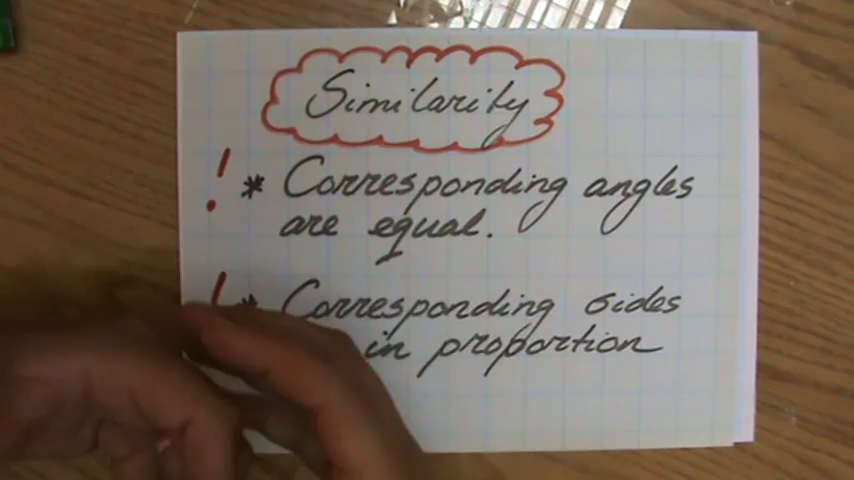 Similarity
! * Corresponding angles
are equal.
! * Corresponding sides
in proportion